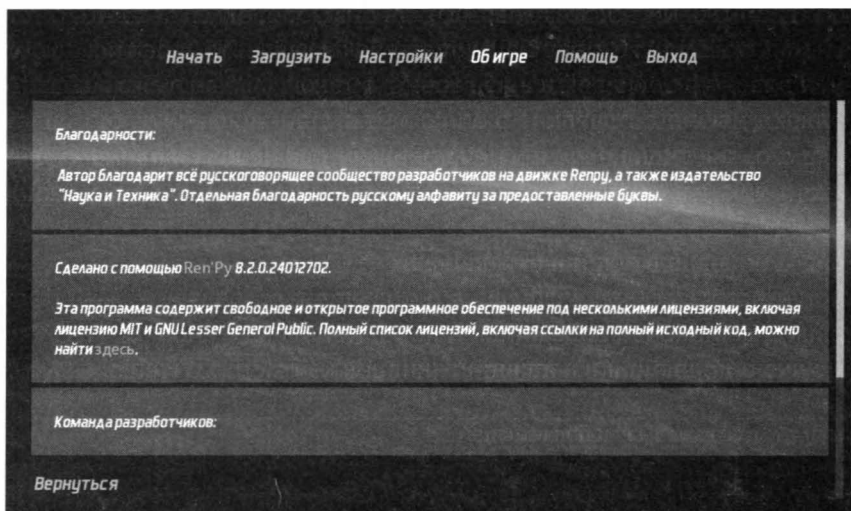 Начать Загрузить Настройки Об игре Помощь Выход
Благодарности:
Автор благодарит всё русскоговорящее сообщество разработчиков на движке Renpy, а также издательство
"Наука и Техника". Отдельная благодарность русскому алфавиту за предоставленные буквы.
Сделано с помощью Ren'Py 8.2.0.24012702.
Эта программа содержит свободное и открытое программное обеспечение под несколькими лицензиями, включая
лицензию MIT и GNU Lesser General Public. Полный список лицензий, включая ссылки на полный исходный код, можно
найти здесь.
Команда разработчиков:
Вернуться